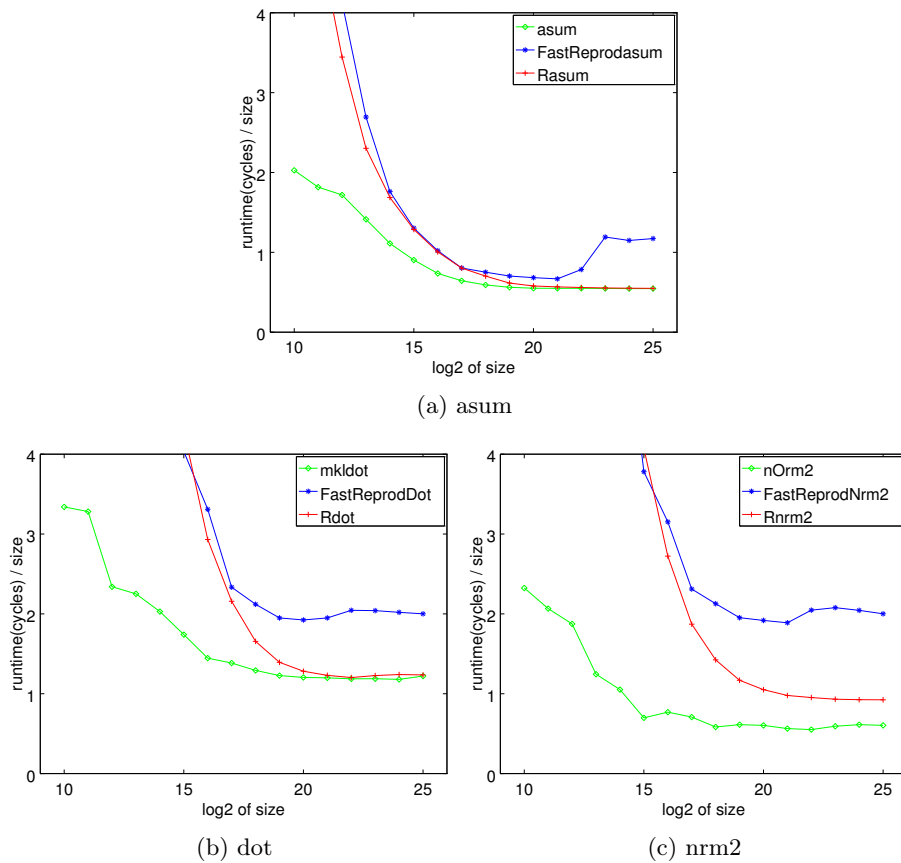 4
3
2
1
0
runtime(cycles) / size
asum
FastReprodasum
Rasum
10 15 20 25
log2 of size
(a) asum
4
3
2
1
0
runtime(cycles) / size
mkldot
FastReprodDot
Rdot
10 15 20 25
log2 of size
(b) dot
4
3
2
1
0
runtime(cycles) / size
nOrm2
FastReprodNrm2
Rnrm2
10 15 20 25
log2 of size
(c) nrm2